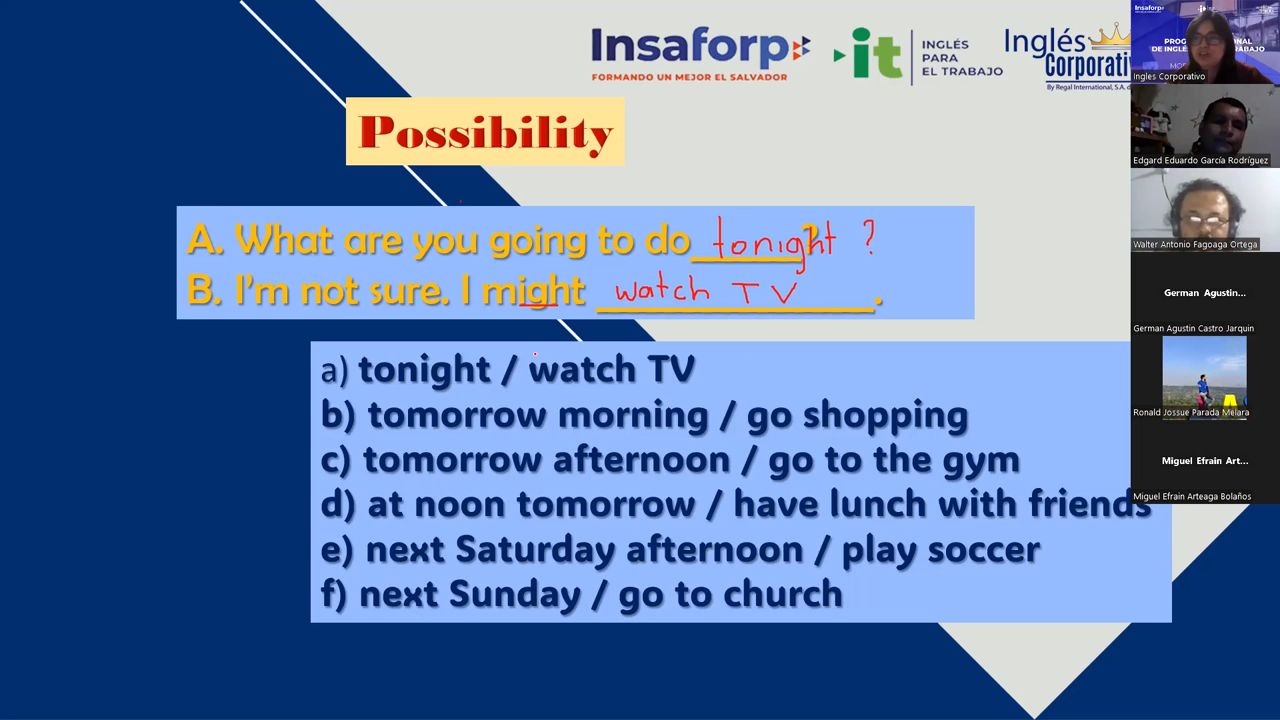 Insaforp
FORMANDO UN MEJOR EL SALVADOR
it
INGLÉS
PARA
EL TRABAJO
Inglés
Corporativ
By Regal International, S.A. d
Possibility
A. What are you going to do tonight ?
B. I'm not sure. I might watch TV.
a) tonight / watch TV
b) tomorrow morning / go shopping
c) tomorrow afternoon / go to the gym
d) at noon tomorrow / have lunch with friends
e) next Saturday afternoon / play soccer
f) next Sunday / go to church
Insaforp
Ingles Corporativo
Edgard Eduardo García Rodríguez
Walter Antonio Fagoaga Ortega
German Agustin...
German Agustin Castro Jarquin
Ronald Jossue Parada Melara
Miguel Efrain Art...
Miguel Efrain Arteaga Bolaños